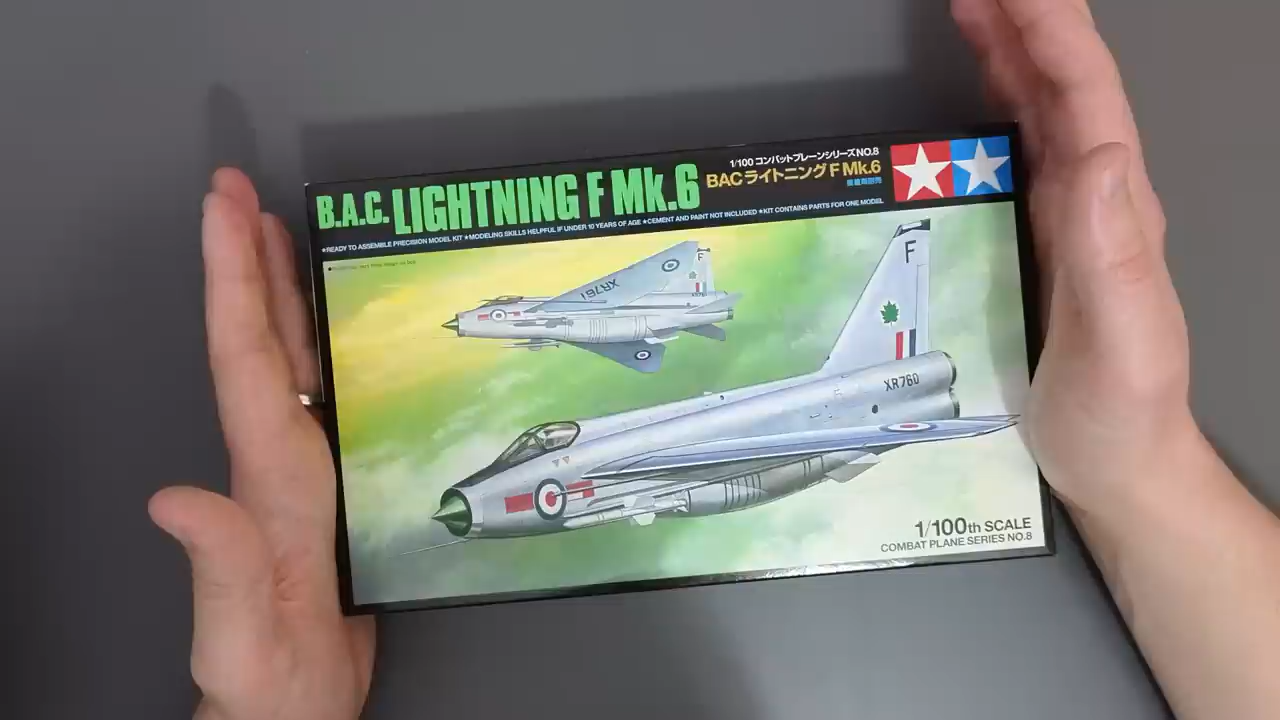 1/100 コンバットプレーンシリーズNO.8
B.A.C. LIGHTNING F Mk.6
BACライトニング F Mk.6
★READY TO ASSEMBLE PRECISION MODEL KIT ★MODELING SKILLS HELPFUL IF UNDER 10 YEARS OF AGE ★CEMENT AND PAINT NOT INCLUDED ★KIT CONTAINS PARTS FOR ONE MODEL
F
XR761
F
XR760
1/100th SCALE
COMBAT PLANE SERIES NO.8